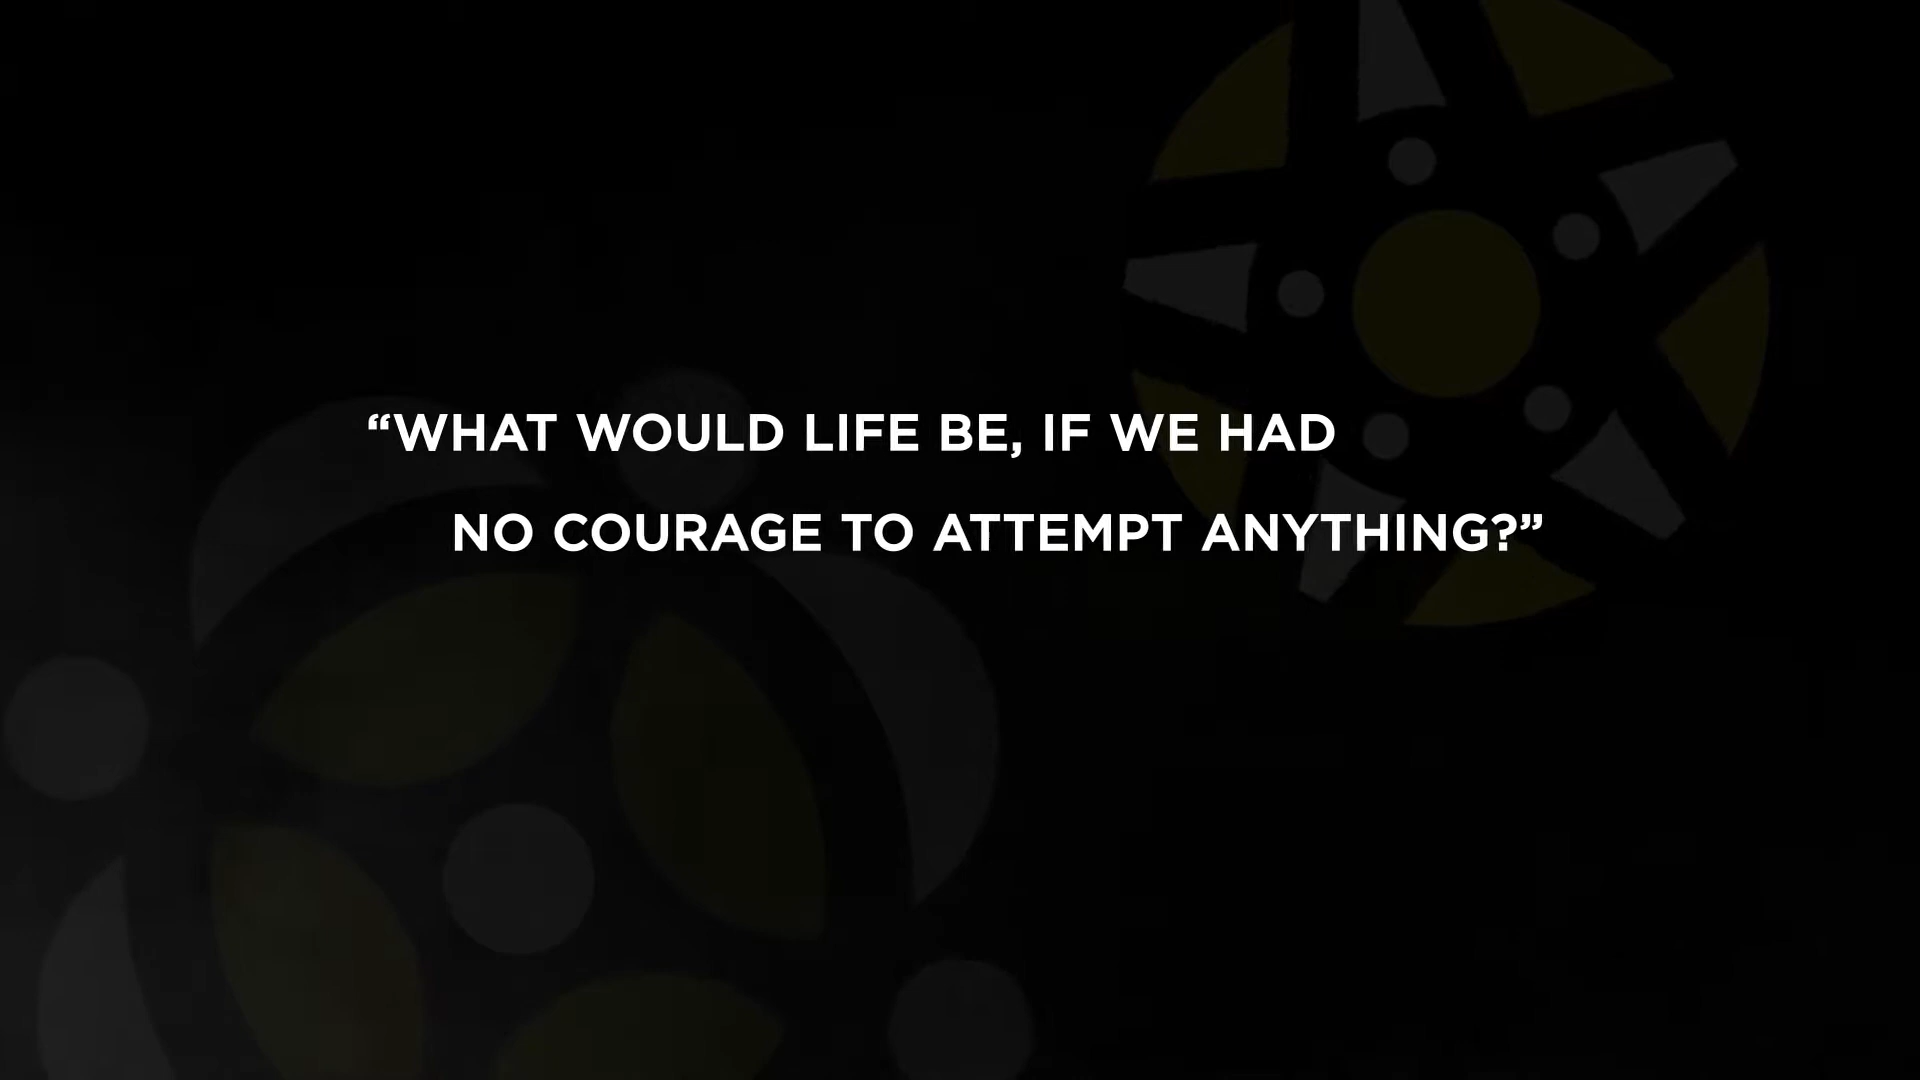 “WHAT WOULD LIFE BE, IF WE HAD
NO COURAGE TO ATTEMPT ANYTHING?”